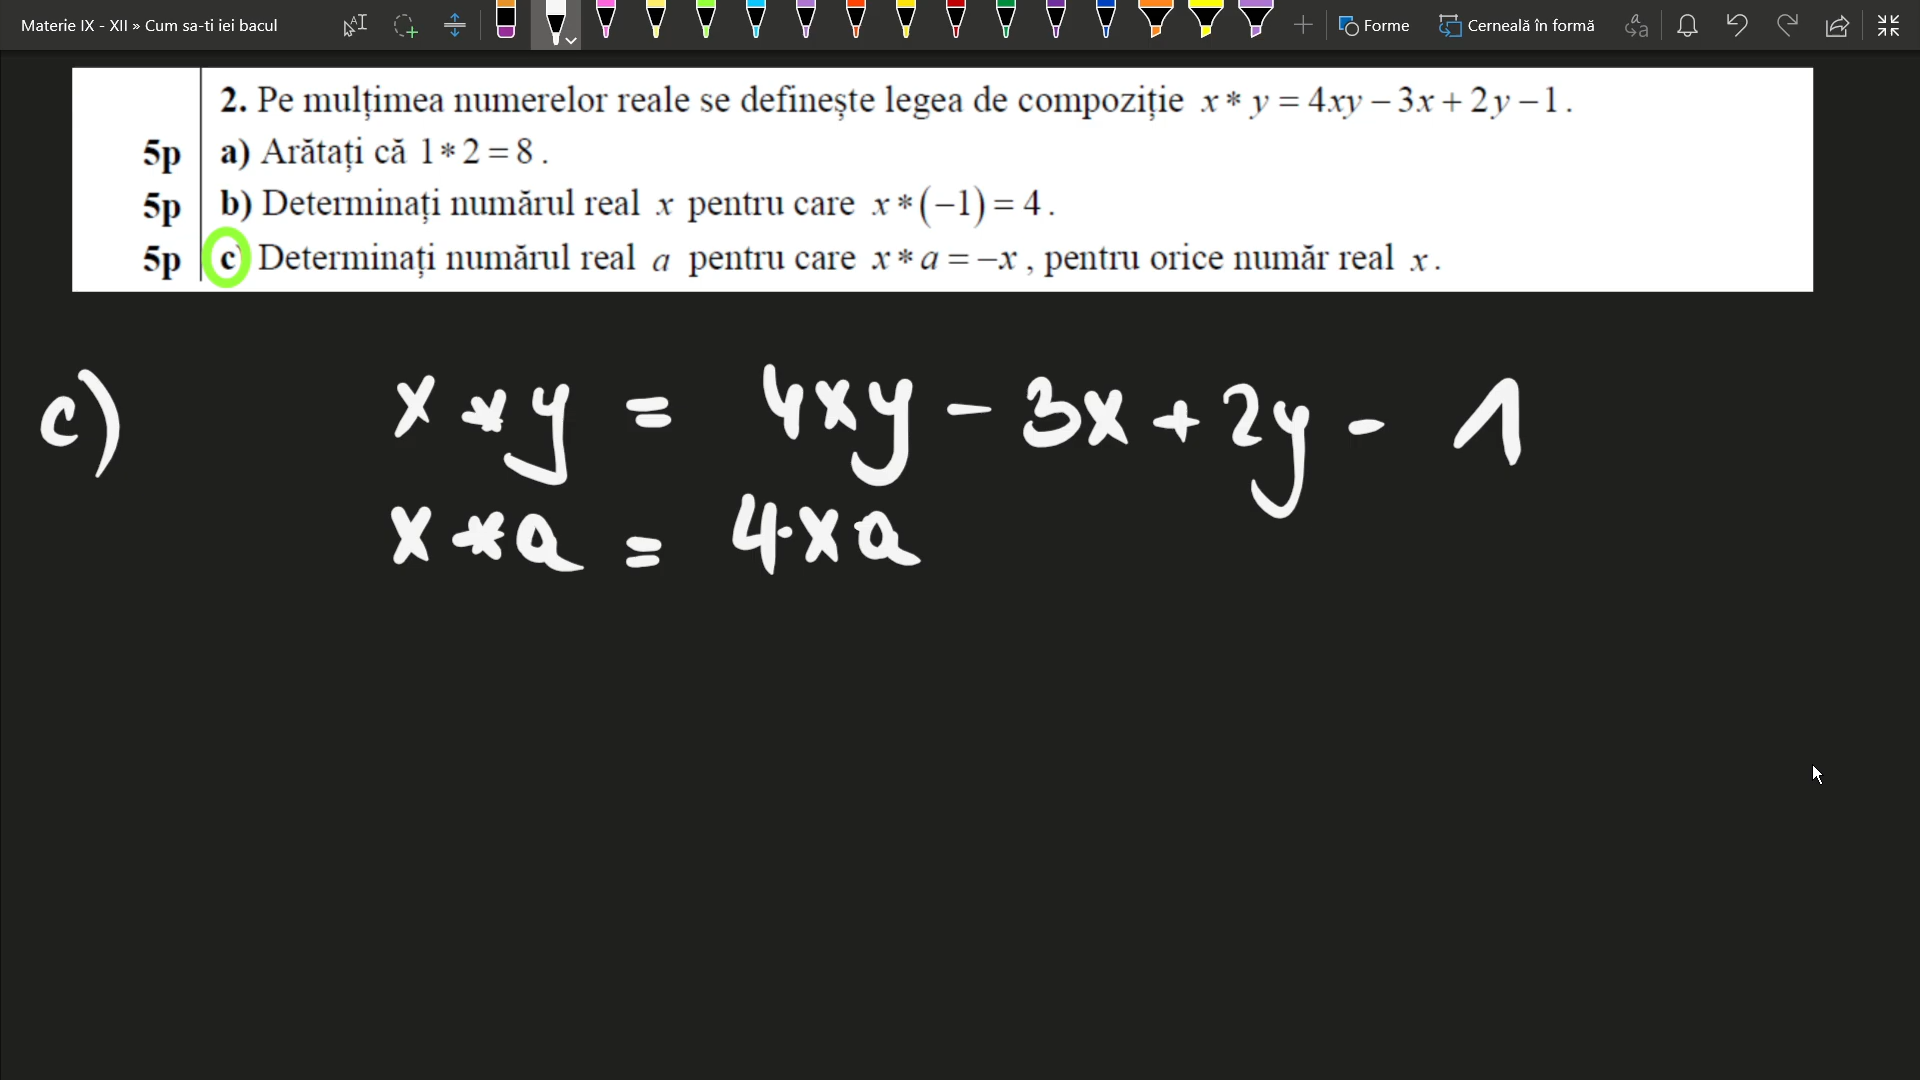 Materie IX - XII » Cum sa-ti iei bacul
Forme
Cerneală în formă
2. Pe mulțimea numerelor reale se definește legea de compoziție x * y = 4xy − 3x + 2y − 1 .
5p a) Arătați că 1 * 2 = 8 .
5p b) Determinați numărul real x pentru care x * (−1) = 4 .
5p c) Determinați numărul real a pentru care x * a = −x , pentru orice număr real x .
c) x * y = 4xy - 3x + 2y - 1
x * a = 4·xa